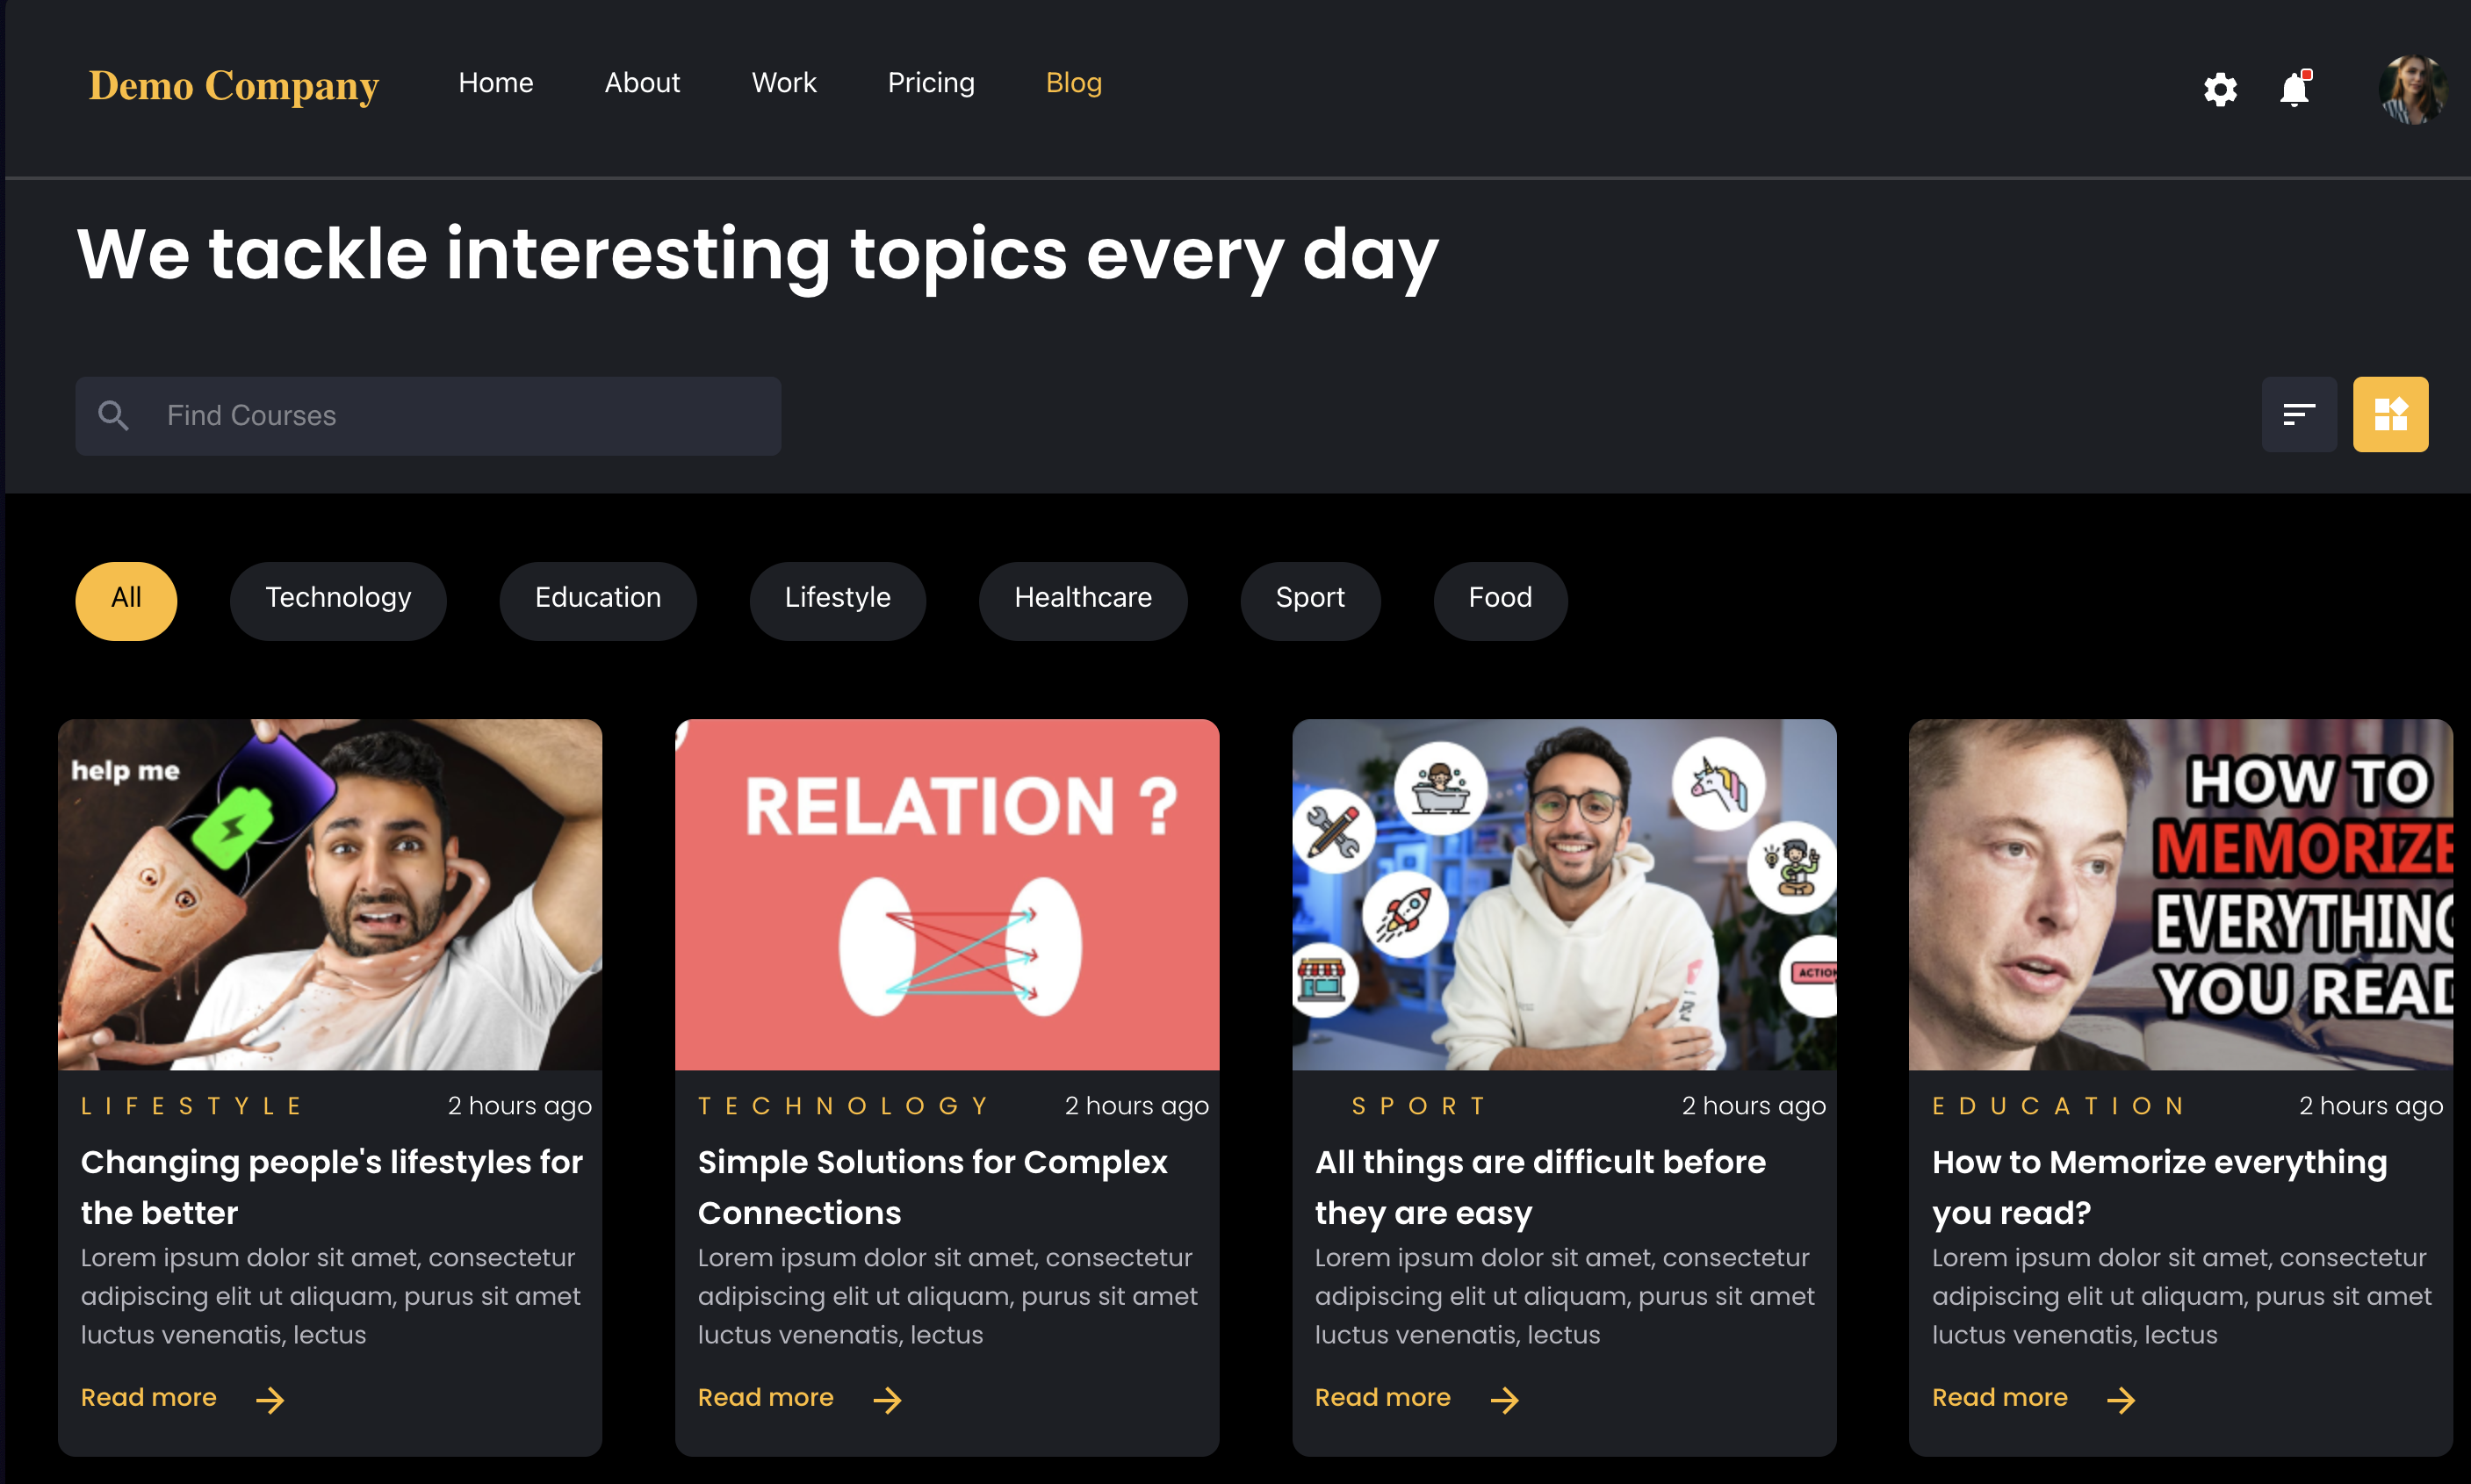 Demo Company Home About Work Pricing Blog
We tackle interesting topics every day
Find Courses
All Technology Education Lifestyle Healthcare Sport Food
help me
RELATION ?
ACTION
HOW TO
MEMORIZE
EVERYTHING
YOU READ
LIFESTYLE 2 hours ago
Changing people's lifestyles for
the better
Lorem ipsum dolor sit amet, consectetur
adipiscing elit ut aliquam, purus sit amet
luctus venenatis, lectus
Read more
TECHNOLOGY 2 hours ago
Simple Solutions for Complex
Connections
Lorem ipsum dolor sit amet, consectetur
adipiscing elit ut aliquam, purus sit amet
luctus venenatis, lectus
Read more
SPORT 2 hours ago
All things are difficult before
they are easy
Lorem ipsum dolor sit amet, consectetur
adipiscing elit ut aliquam, purus sit amet
luctus venenatis, lectus
Read more
EDUCATION 2 hours ago
How to Memorize everything
you read?
Lorem ipsum dolor sit amet, consectetur
adipiscing elit ut aliquam, purus sit amet
luctus venenatis, lectus
Read more